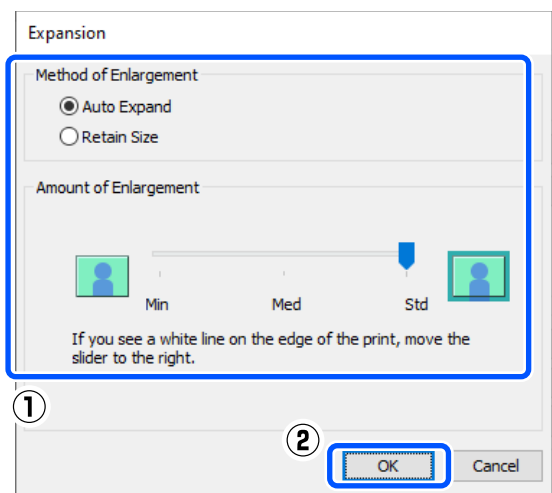 Expansion
Method of Enlargement
Auto Expand
Retain Size
Amount of Enlargement
Min Med Std
If you see a white line on the edge of the print, move the
slider to the right.
①
②
OK Cancel